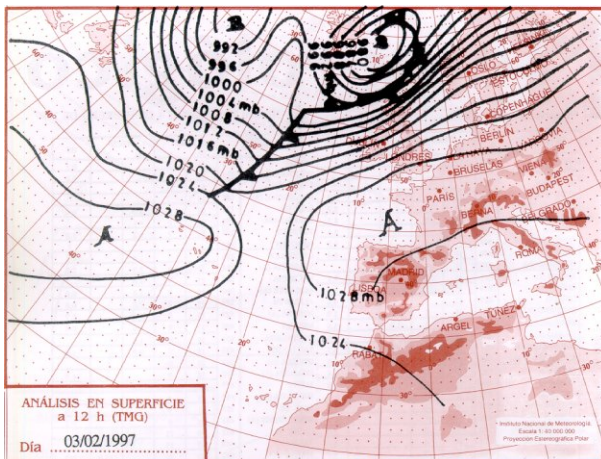 B
992
996
1000
1004mb
1008
1012
1016mb
1020
1024
1028
A
B
OSLO
ESTOCOLMO
COPENHAGUE
BERLIN
LONDRES
BRUSELAS
PARÍS
VIENA
BUDAPEST
BERNA
BELGRADO
ROMA
A
MADRID
LISBOA
1028mb
1024
ARGEL
TUNEZ
RABAT
ANÁLISIS EN SUPERFICIE
a 12 h (TMG)
Día 03/02/1997
Instituto Nacional de Meteorología
Escala 1: 40 000 000
Proyección Estereográfica Polar